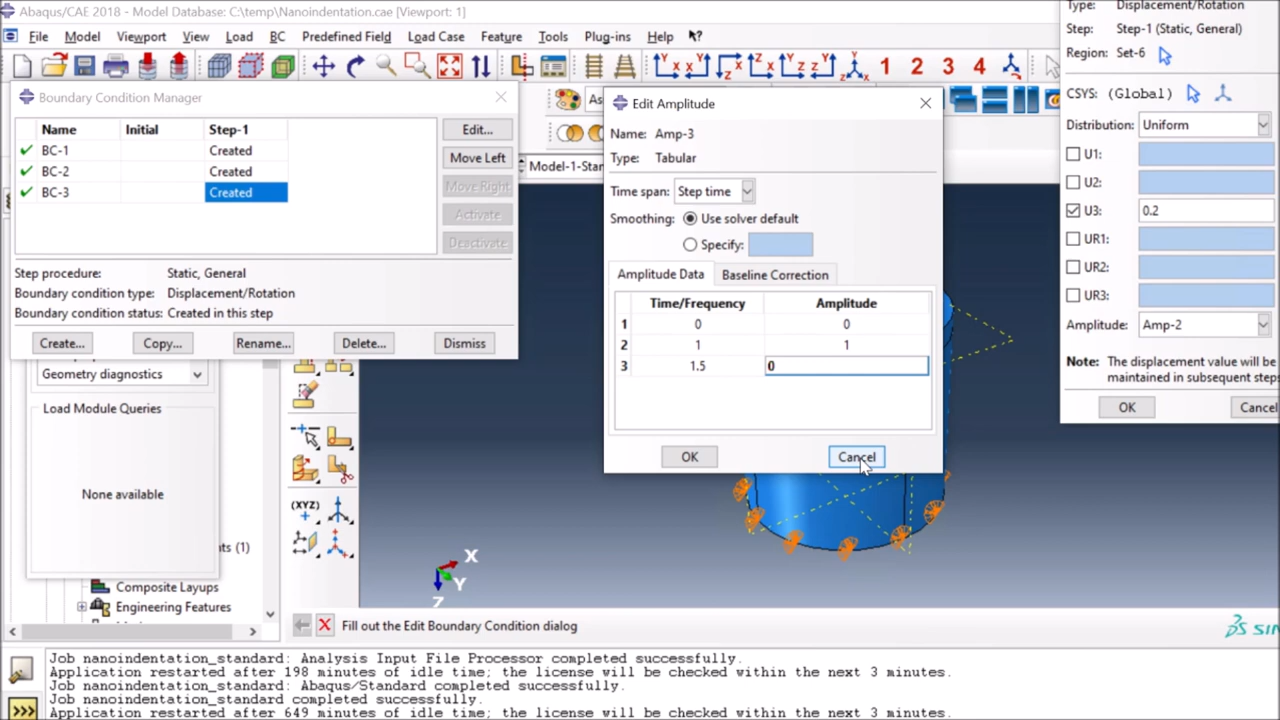 Abaqus/CAE 2018 - Model Database: C:\temp\Nanoindentation.cae [Viewport: 1]
File Model Viewport View Load BC Predefined Field Load Case Feature Tools Plug-ins Help
1 2 3 4
Boundary Condition Manager
Name Initial Step-1
BC-1 Created
BC-2 Created
BC-3 Created
Edit...
Move Left
Move Right
Activate
Deactivate
Step procedure: Static, General
Boundary condition type: Displacement/Rotation
Boundary condition status: Created in this step
Create... Copy... Rename... Delete... Dismiss
Geometry diagnostics
Load Module Queries
None available
ts (1)
Composite Layups
Engineering Features
As
Model-1-Stan
(XYZ)
Edit Amplitude
Name: Amp-3
Type: Tabular
Time span: Step time
Smoothing: Use solver default
Specify:
Amplitude Data Baseline Correction
Time/Frequency Amplitude
1 0 0
2 1 1
3 1.5 0
OK Cancel
X
Y
Z
Type: Displacement/Rotation
Step: Step-1 (Static, General)
Region: Set-6
CSYS: (Global)
Distribution: Uniform
U1:
U2:
U3: 0.2
UR1:
UR2:
UR3:
Amplitude: Amp-2
Note: The displacement value will be
maintained in subsequent steps
OK Cancel
Fill out the Edit Boundary Condition dialog
SIM
Job nanoindentation_standard: Analysis Input File Processor completed successfully.
Application restarted after 198 minutes of idle time; the license will be checked within the next 3 minutes.
Job nanoindentation_standard: Abaqus/Standard completed successfully.
Job nanoindentation_standard completed successfully.
Application restarted after 649 minutes of idle time; the license will be checked within the next 3 minutes.